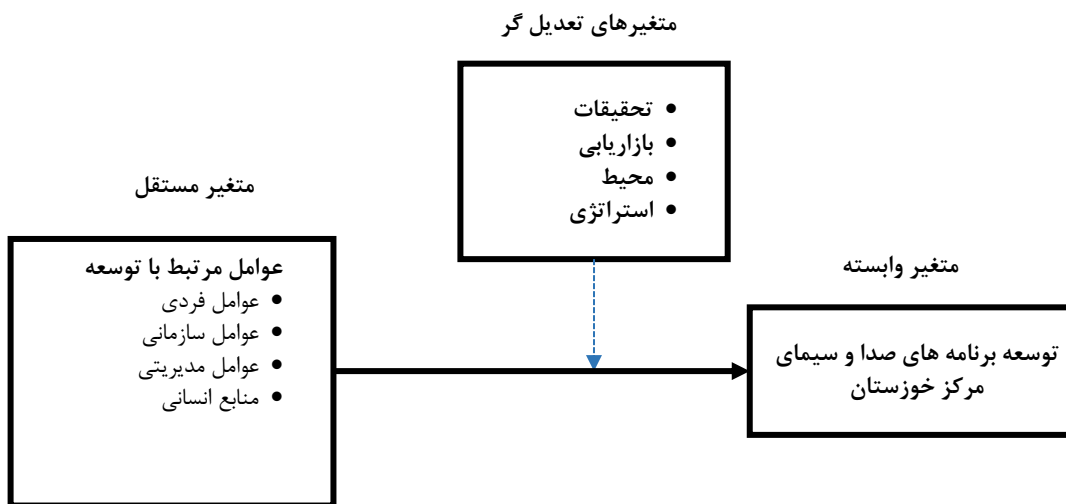 متغیرهای تعدیل گر
• تحقیقات
• بازاریابی
• محیط
• استراتژی
متغیر مستقل
عوامل مرتبط با توسعه
• عوامل فردی
• عوامل سازمانی
• عوامل مدیریتی
• منابع انسانی
متغیر وابسته
توسعه برنامه های صدا و سیمای
مرکز خوزستان